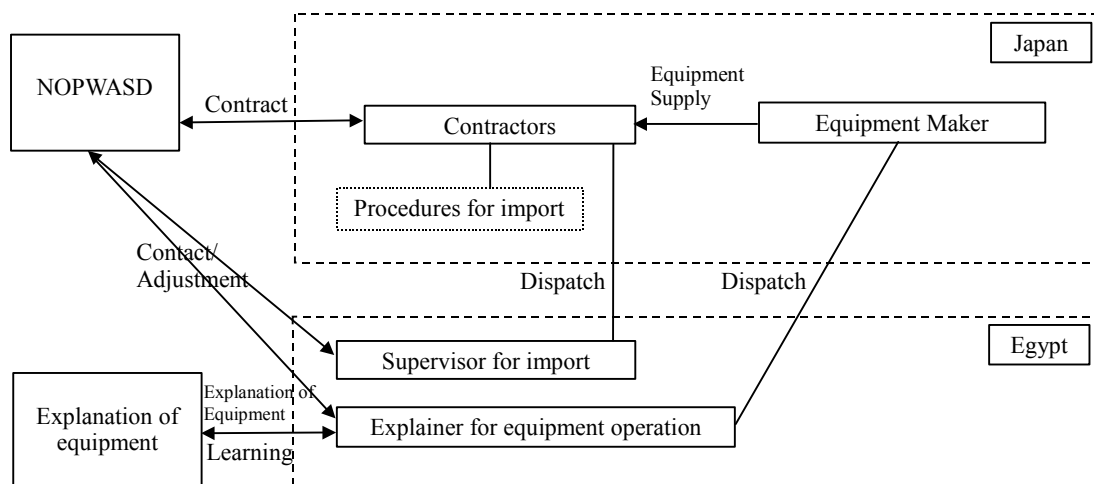 Japan
NOPWASD
Equipment
Supply
Contract
Contractors
Equipment Maker
Procedures for import
Contact/
Adjustment
Dispatch
Dispatch
Supervisor for import
Egypt
Explanation of
equipment
Explanation of
Equipment
Learning
Explainer for equipment operation